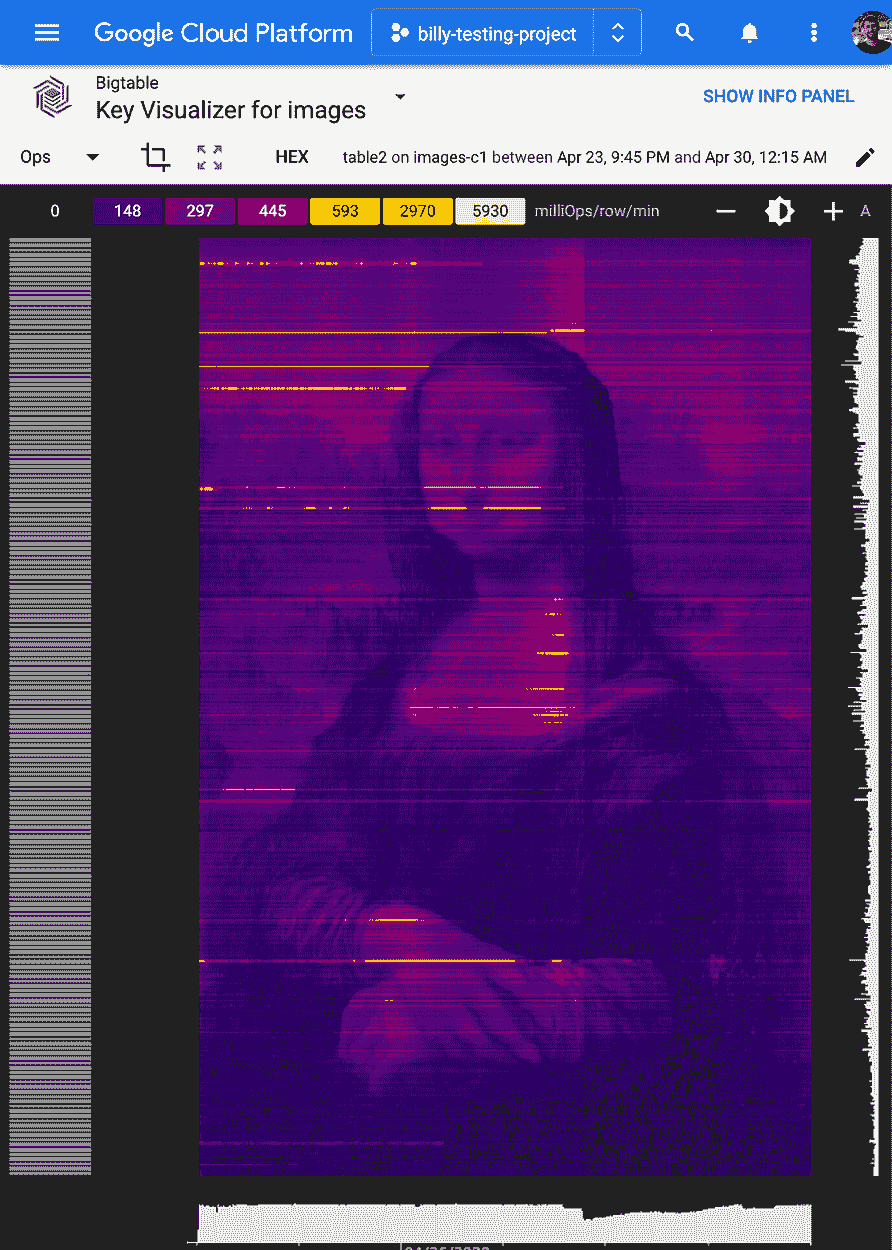 Google Cloud Platform billy-testing-project
Bigtable
Key Visualizer for images
SHOW INFO PANEL
Ops HEX table2 on images-c1 between Apr 23, 9:45 PM and Apr 30, 12:15 AM
0 148 297 445 593 2970 5930 milliOps/row/min A